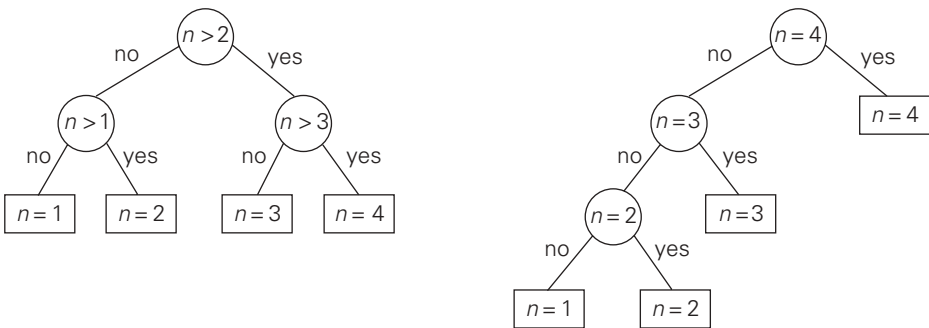 n > 2
no
yes
n > 1
n > 3
no
yes
no
yes
n = 1
n = 2
n = 3
n = 4
n = 4
no
yes
n = 3
n = 4
no
yes
n = 2
n = 3
no
yes
n = 1
n = 2